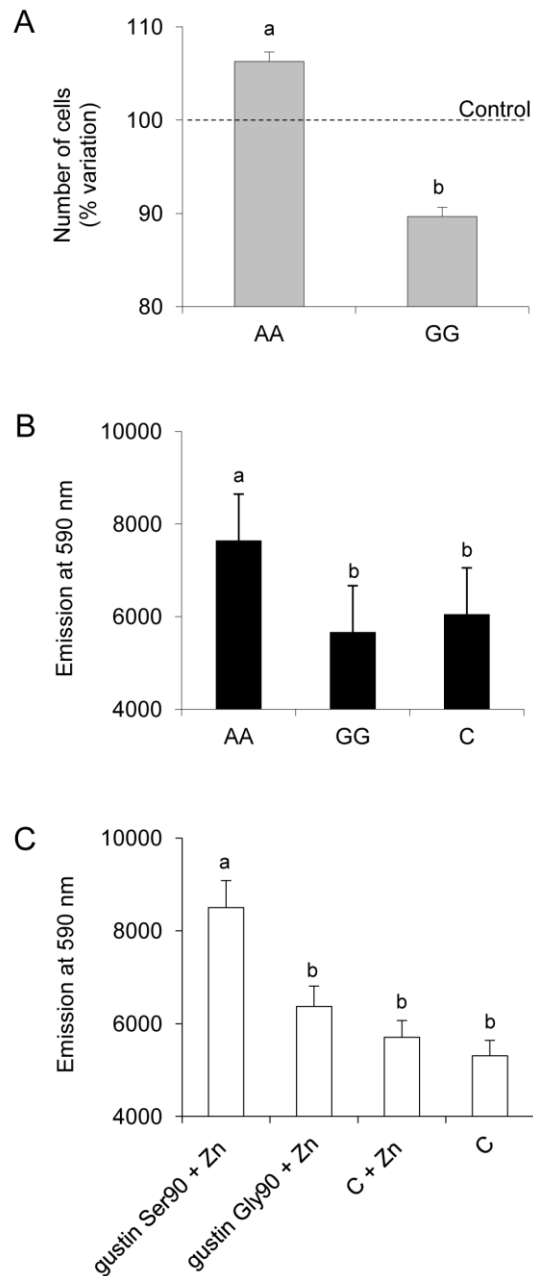 A
Number of cells
(% variation)
110
100
90
80
a
Control
b
AA
GG
B
Emission at 590 nm
10000
8000
6000
4000
a
b
b
AA
GG
C
C
Emission at 590 nm
10000
8000
6000
4000
a
b
b
b
gustin Ser90 + Zn
gustin Gly90 + Zn
C + Zn
C